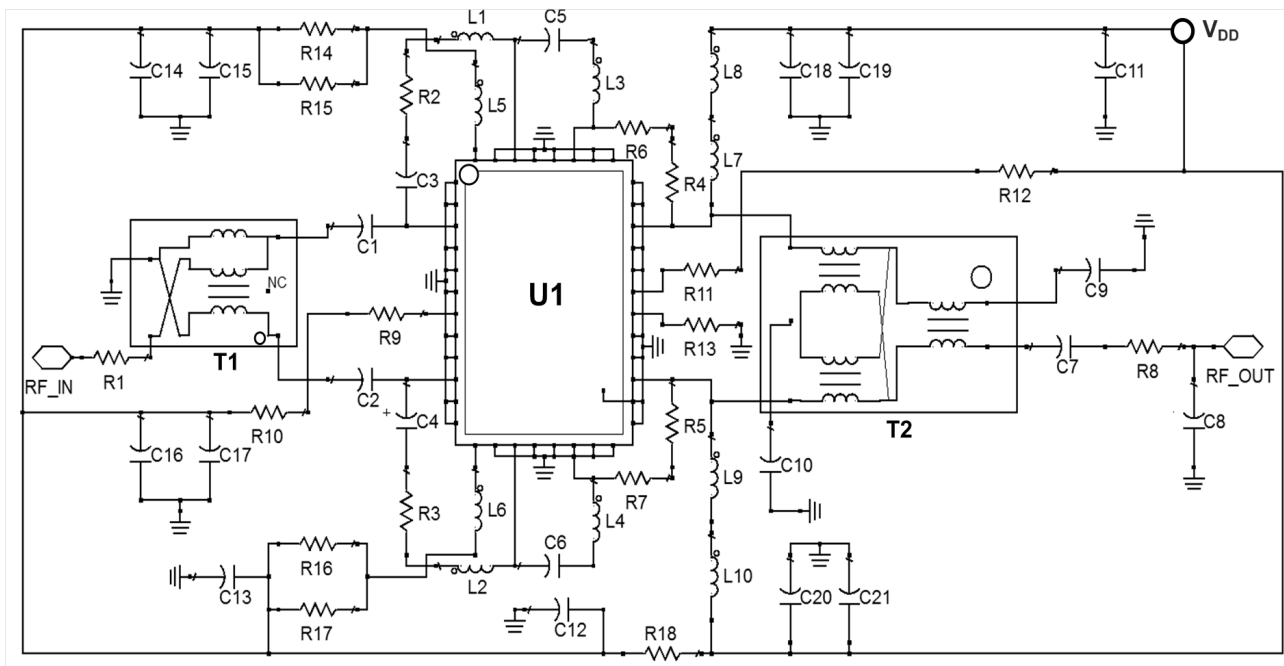 L1
C5
V_DD
R14
C14
C15
R15
R2
L5
L3
L8
C18
C19
C11
R6
L7
C3
R4
R12
C1
NC
U1
R11
C9
R9
R13
T1
R1
RF_IN
C7
R8
RF_OUT
C2
+
C4
R10
R5
T2
C8
C16
C17
C10
R7
L9
R3
L6
L4
R16
C6
C13
L2
L10
C20
C21
R17
C12
R18